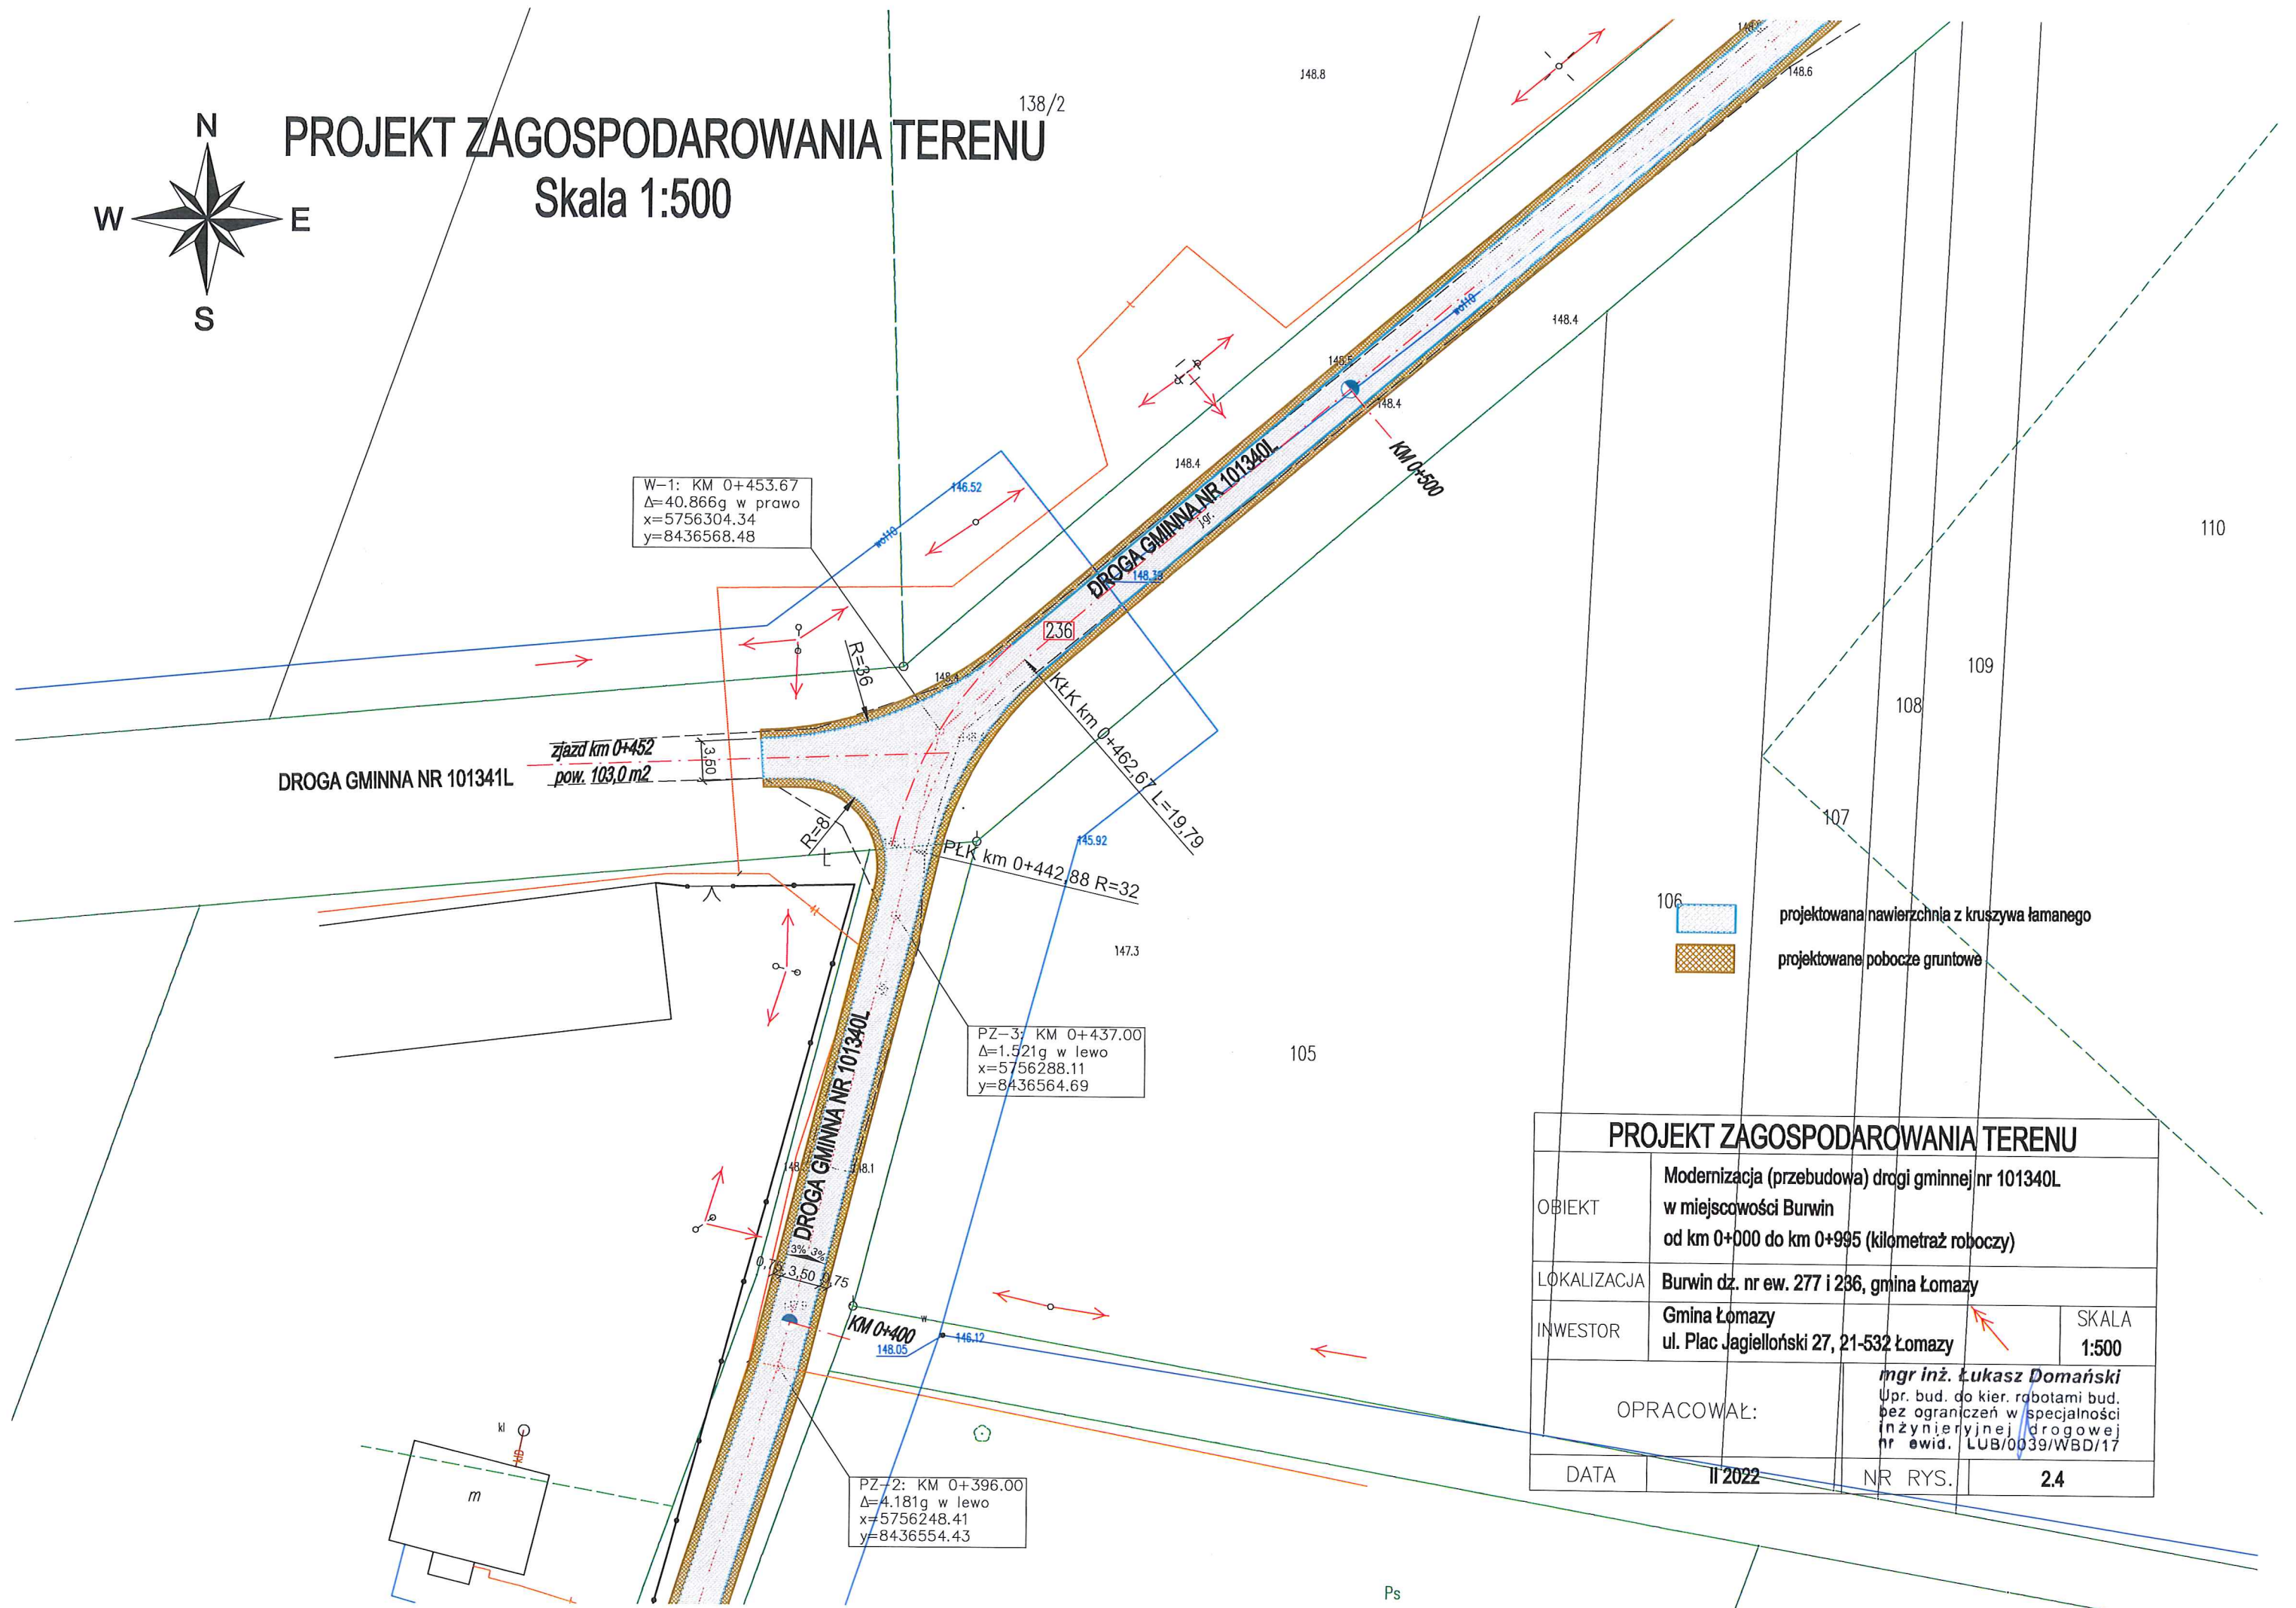 PROJEKT ZAGOSPODAROWANIA TERENU
Skala 1:500
N
W
E
S
138/2
148.8
148.6
148.4
148.5
148.4
KM 0+500
wo110
148.4
DROGA GMINNA NR 101340L
jgr.
148.39
146.52
wo110
W-1: KM 0+453.67
Δ=40.866g w prawo
x=5756304.34
y=8436568.48
236
R=36
148.4
KŁK km 0+462,67 L=19,79
zjazd km 0+452
pow. 103,0 m2
3,50
DROGA GMINNA NR 101341L
R=8
Ł
PŁK km 0+442,88 R=32
145.92
147.3
110
109
108
107
106
105
projektowana nawierzchnia z kruszywa łamanego
projektowane pobocze gruntowe
PZ-3: KM 0+437.00
Δ=1.521g w lewo
x=5756288.11
y=8436564.69
DROGA GMINNA NR 101340L
148.1
3% 3%
0,75 3,50 0,75
KM 0+400
w
148.05
146.12
PZ-2: KM 0+396.00
Δ=4.181g w lewo
x=5756248.41
y=8436554.43
kl
m
Ps
PROJEKT ZAGOSPODAROWANIA TERENU
OBIEKT
Modernizacja (przebudowa) drogi gminnej nr 101340L
w miejscowości Burwin
od km 0+000 do km 0+995 (kilometraż roboczy)
LOKALIZACJA
Burwin dz. nr ew. 277 i 236, gmina Łomazy
INWESTOR
Gmina Łomazy
ul. Plac Jagielloński 27, 21-532 Łomazy
SKALA
1:500
OPRACOWAŁ:
mgr inż. Łukasz Domański
Upr. bud. do kier. robotami bud.
bez ograniczeń w specjalności
inżynieryjnej drogowej
nr ewid. LUB/0039/WBD/17
DATA
II 2022
NR RYS.
2.4